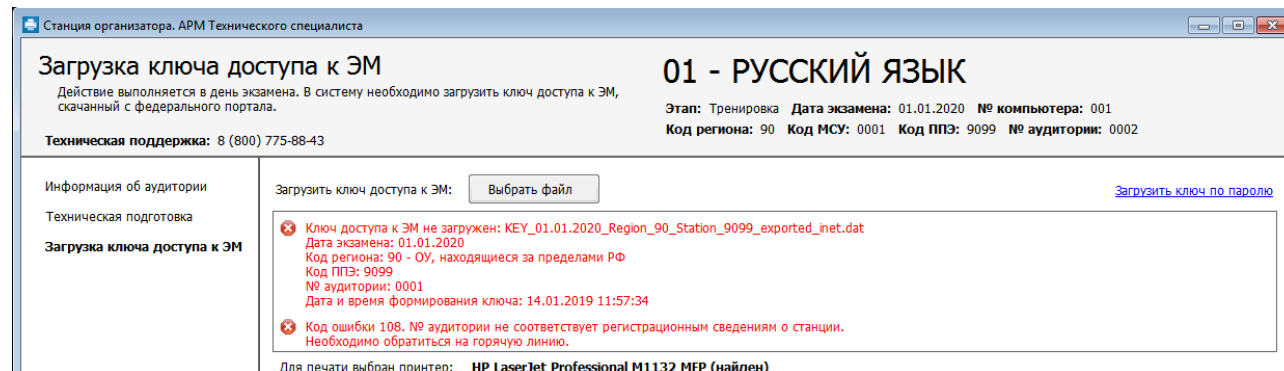 Станция организатора. АРМ Технического специалиста
Загрузка ключа доступа к ЭМ
Действие выполняется в день экзамена. В систему необходимо загрузить ключ доступа к ЭМ,
скачанный с федерального портала.
Техническая поддержка: 8 (800) 775-88-43
01 - РУССКИЙ ЯЗЫК
Этап: Тренировка Дата экзамена: 01.01.2020 № компьютера: 001
Код региона: 90 Код МСУ: 0001 Код ППЭ: 9099 № аудитории: 0002
Информация об аудитории
Техническая подготовка
Загрузка ключа доступа к ЭМ
Загрузить ключ доступа к ЭМ: Выбрать файл Загрузить ключ по паролю
Ключ доступа к ЭМ не загружен: KEY_01.01.2020_Region_90_Station_9099_exported_inet.dat
Дата экзамена: 01.01.2020
Код региона: 90 - ОУ, находящиеся за пределами РФ
Код ППЭ: 9099
№ аудитории: 0001
Дата и время формирования ключа: 14.01.2019 11:57:34
Код ошибки 108. № аудитории не соответствует регистрационным сведениям о станции.
Необходимо обратиться на горячую линию.
Для печати выбран принтер: HP LaserJet Professional M1132 MFP (найден)